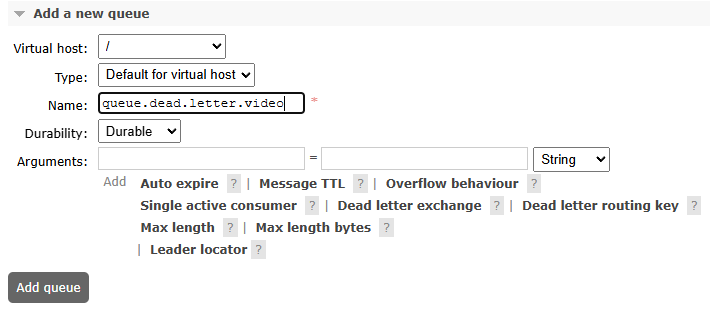 Add a new queue
Virtual host: /
Type: Default for virtual host
Name: queue.dead.letter.video *
Durability: Durable
Arguments: = String
Add Auto expire ? | Message TTL ? | Overflow behaviour ?
Single active consumer ? | Dead letter exchange ? | Dead letter routing key ?
Max length ? | Max length bytes ?
| Leader locator ?
Add queue